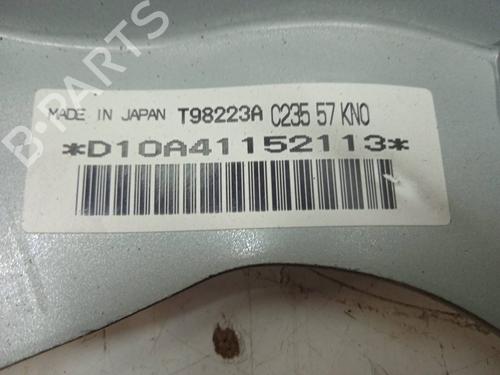 B-PARTS
MADE IN JAPAN T98223A C235 57 KN0
*D10A41152113*